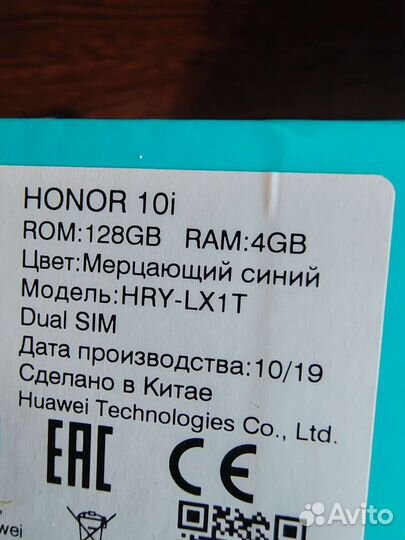 HONOR 10i
ROM:128GB RAM:4GB
Цвет:Мерцающий синий
Модель:HRY-LX1T
Dual SIM
Дата производства:10/19
Сделано в Китае
Huawei Technologies Co., Ltd.
EAC CE
Avito